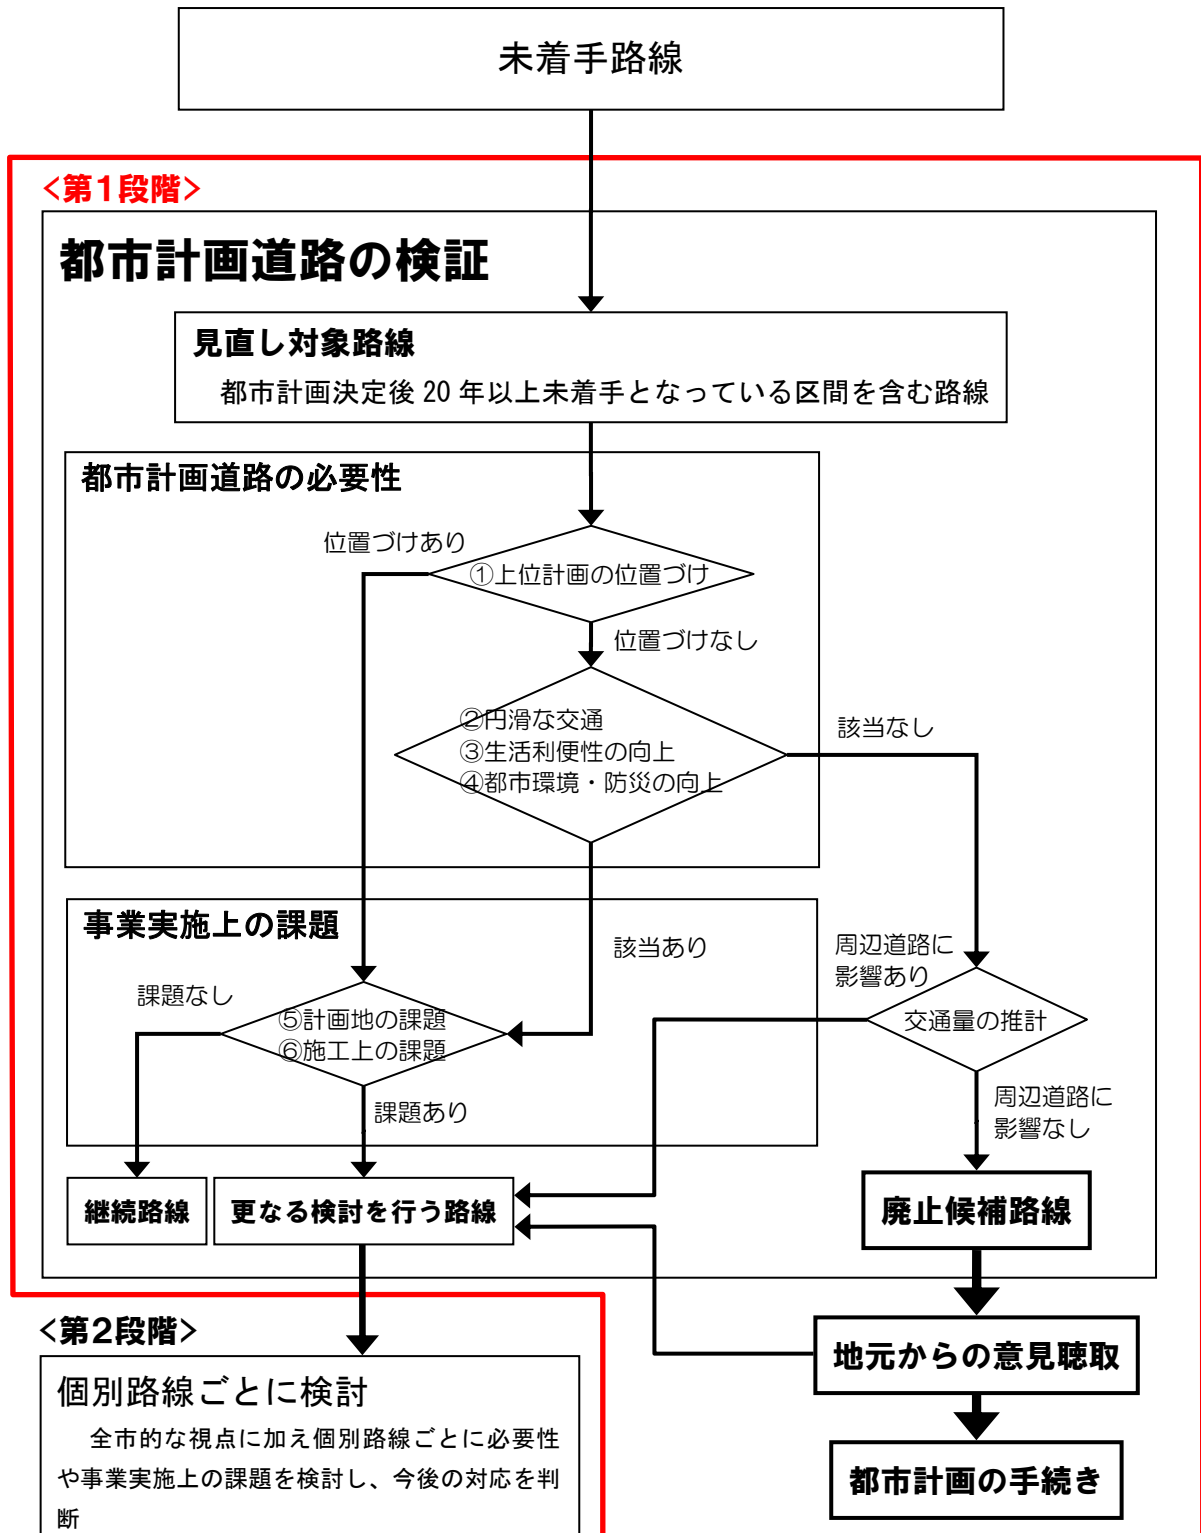 未着手路線
<第1段階>
都市計画道路の検証
見直し対象路線
都市計画決定後 20 年以上未着手となっている区間を含む路線
都市計画道路の必要性
位置づけあり
①上位計画の位置づけ
位置づけなし
②円滑な交通
③生活利便性の向上
④都市環境・防災の向上
該当なし
事業実施上の課題
該当あり
周辺道路に
影響あり
課題なし
⑤計画地の課題
⑥施工上の課題
交通量の推計
課題あり
周辺道路に
影響なし
継続路線
更なる検討を行う路線
廃止候補路線
<第2段階>
地元からの意見聴取
個別路線ごとに検討
全市的な視点に加え個別路線ごとに必要性
や事業実施上の課題を検討し、今後の対応を判
断
都市計画の手続き